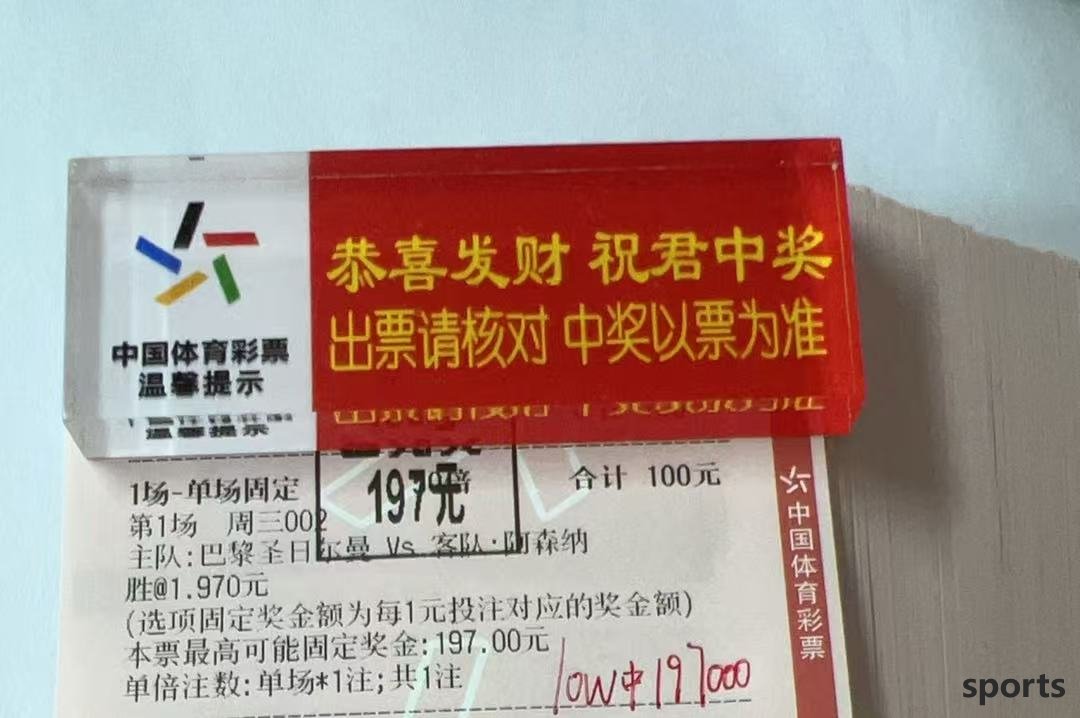 恭喜发财 祝君中奖
出票请核对 中奖以票为准
中国体育彩票
温馨提示
197元
1场-单场固定 倍 合计 100元
第1场 周三002
主队:巴黎圣日尔曼 Vs 客队:阿森纳
胜@1.970元
(选项固定奖金额为每1元投注对应的奖金额)
本票最高可能固定奖金:197.00元
单倍注数:单场*1注;共1注
10W中197000
中国体育彩票
sports